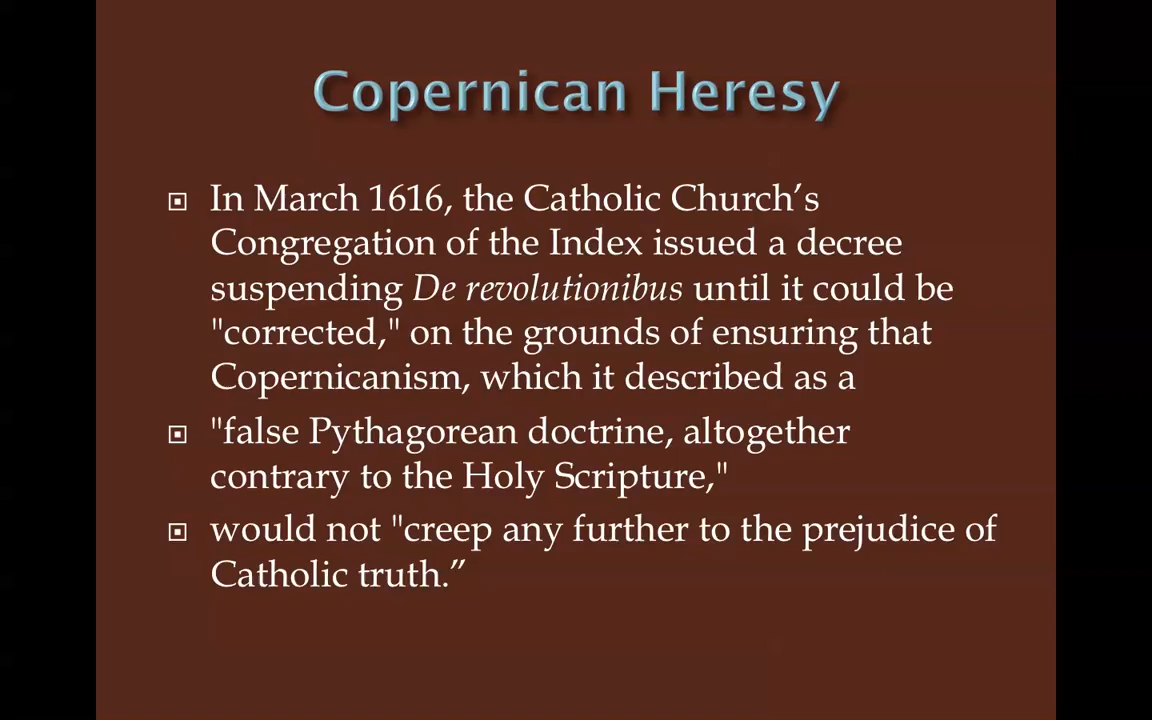 Copernican Heresy
In March 1616, the Catholic Church’s
Congregation of the Index issued a decree
suspending De revolutionibus until it could be
"corrected," on the grounds of ensuring that
Copernicanism, which it described as a
"false Pythagorean doctrine, altogether
contrary to the Holy Scripture,"
would not "creep any further to the prejudice of
Catholic truth.”